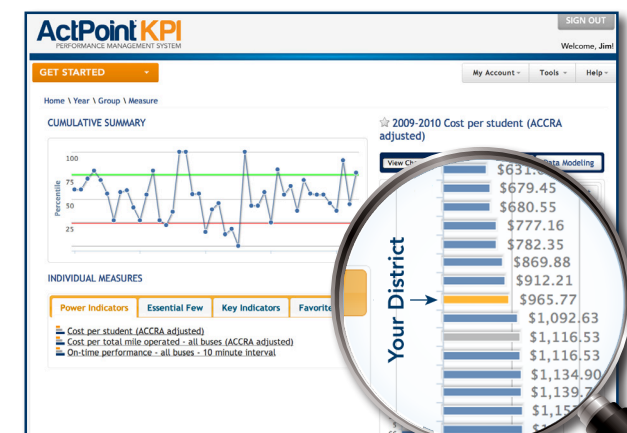 ActPoint KPI
PERFORMANCE MANAGEMENT SYSTEM
SIGN OUT
Welcome, Jim!
GET STARTED
My Account
Tools
Help
Home \ Year \ Group \ Measure
CUMULATIVE SUMMARY
100
75
50
25
Percentile
2009-2010 Cost per student (ACCRA
adjusted)
View
Data Modeling
INDIVIDUAL MEASURES
Power Indicators
Essential Few
Key Indicators
Cost per student (ACCRA adjusted)
Cost per total mile operated - all buses (ACCRA adjusted)
On-time performance - all buses - 10 minute interval
Your District
$679.45
$680.55
$777.16
$782.35
$869.88
$912.21
$965.77
$1,092.63
$1,116.53
$1,116.53
$1,134.90